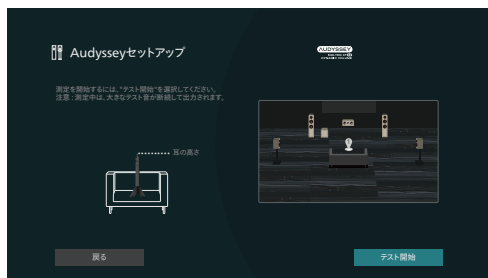 Audysseyセットアップ
AUDYSSEY
DYNAMIC VOLUME
測定を開始するには、"テスト開始"を選択してください。
注意：測定中は、大きなテスト音が断続して出力されます。
耳の高さ
戻る
テスト開始